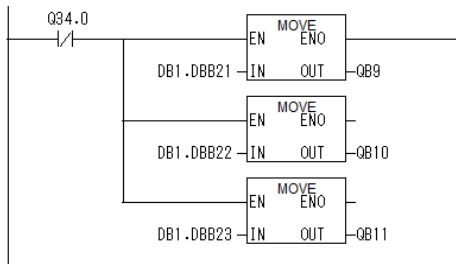 Q34.0
MOVE
EN ENO
DB1.DBB21 IN OUT QB9
MOVE
EN ENO
DB1.DBB22 IN OUT QB10
MOVE
EN ENO
DB1.DBB23 IN OUT QB11